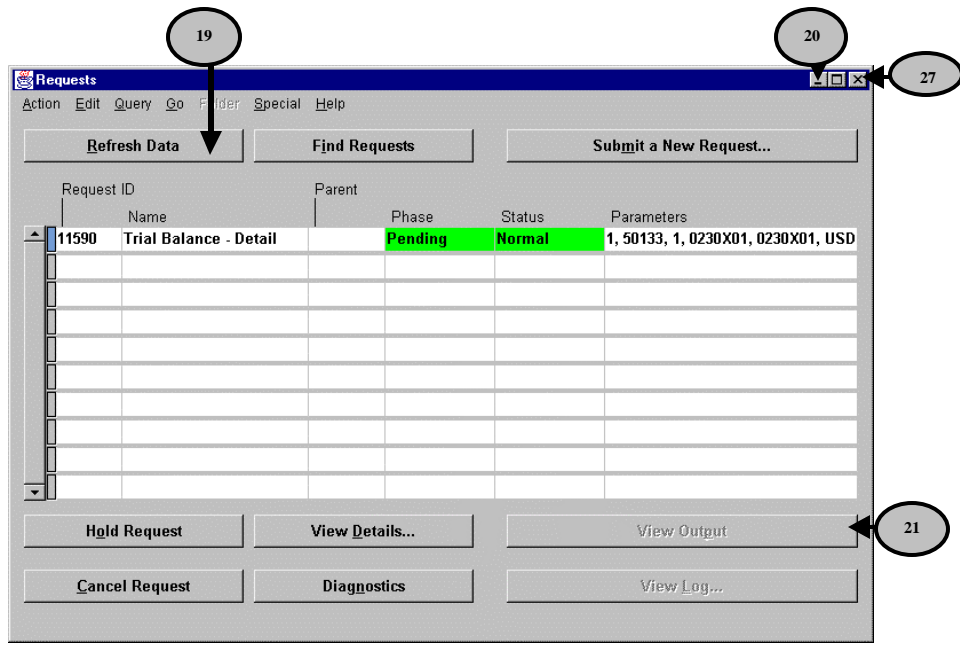 19
20
27
Requests
Action Edit Query Go Special Help
Refresh Data Find Requests Submit a New Request...
Request ID Parent
Name Phase Status Parameters
11590 Trial Balance - Detail Pending Normal 1, 50133, 1, 0230X01, 0230X01, USD
Hold Request View Details... View Output
21
Cancel Request Diagnostics View Log...